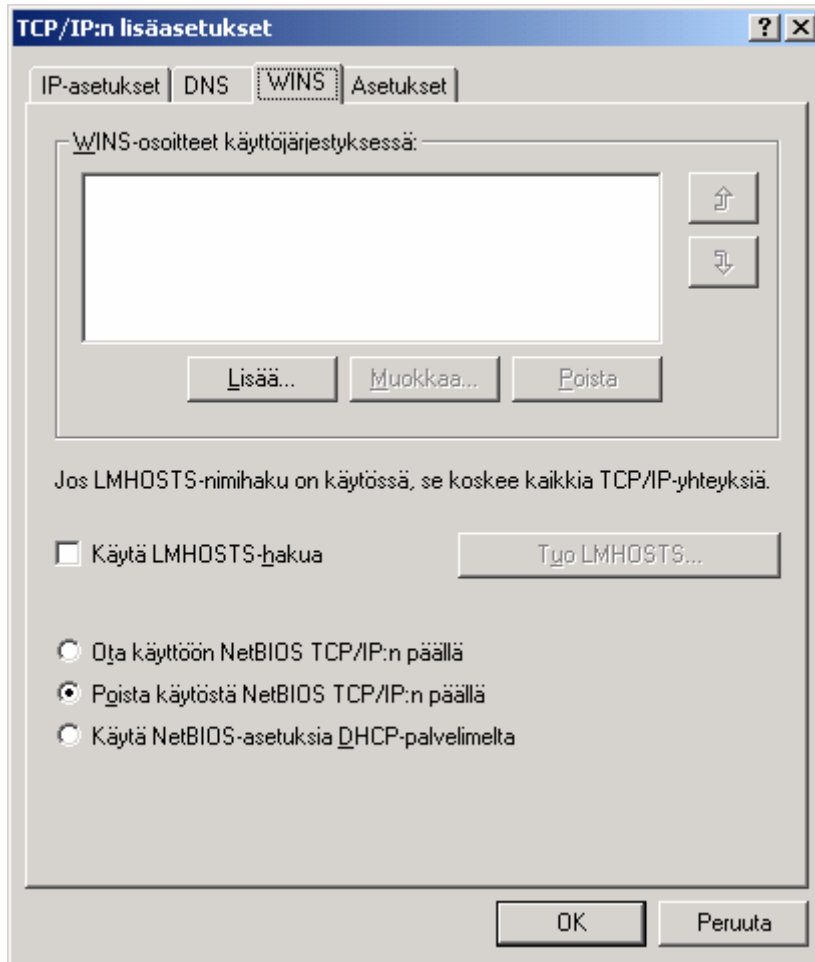 TCP/IP:n lisäasetukset
IP-asetukset DNS WINS Asetukset
WINS-osoitteet käyttöjärjestyksessä:
Lisää... Muokkaa... Poista
Jos LMHOSTS-nimihaku on käytössä, se koskee kaikkia TCP/IP-yhteyksiä.
Käytä LMHOSTS-hakua Tuo LMHOSTS...
Ota käyttöön NetBIOS TCP/IP:n päällä
Poista käytöstä NetBIOS TCP/IP:n päällä
Käytä NetBIOS-asetuksia DHCP-palvelimelta
OK Peruuta